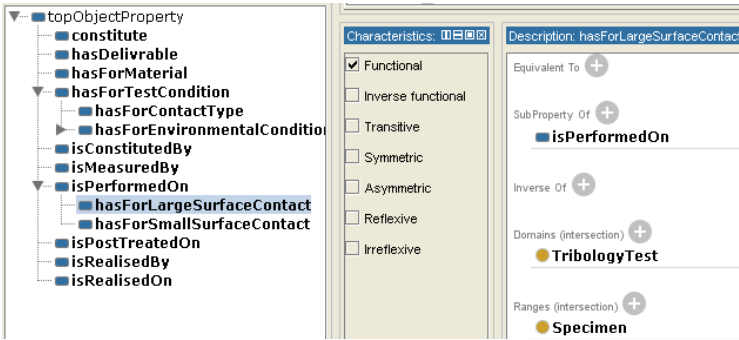 topObjectProperty
constitute
hasDelivrable
hasForMaterial
hasForTestCondition
hasForContactType
hasForEnvironmentalConditio
isConstitutedBy
isMeasuredBy
isPerformedOn
hasForLargeSurfaceContact
hasForSmallSurfaceContact
isPostTreatedOn
isRealisedBy
isRealisedOn
Characteristics:
Functional
Inverse functional
Transitive
Symmetric
Asymmetric
Reflexive
Irreflexive
Description: hasForLargeSurfaceContact
Equivalent To
SubProperty Of
isPerformedOn
Inverse Of
Domains (intersection)
TribologyTest
Ranges (intersection)
Specimen